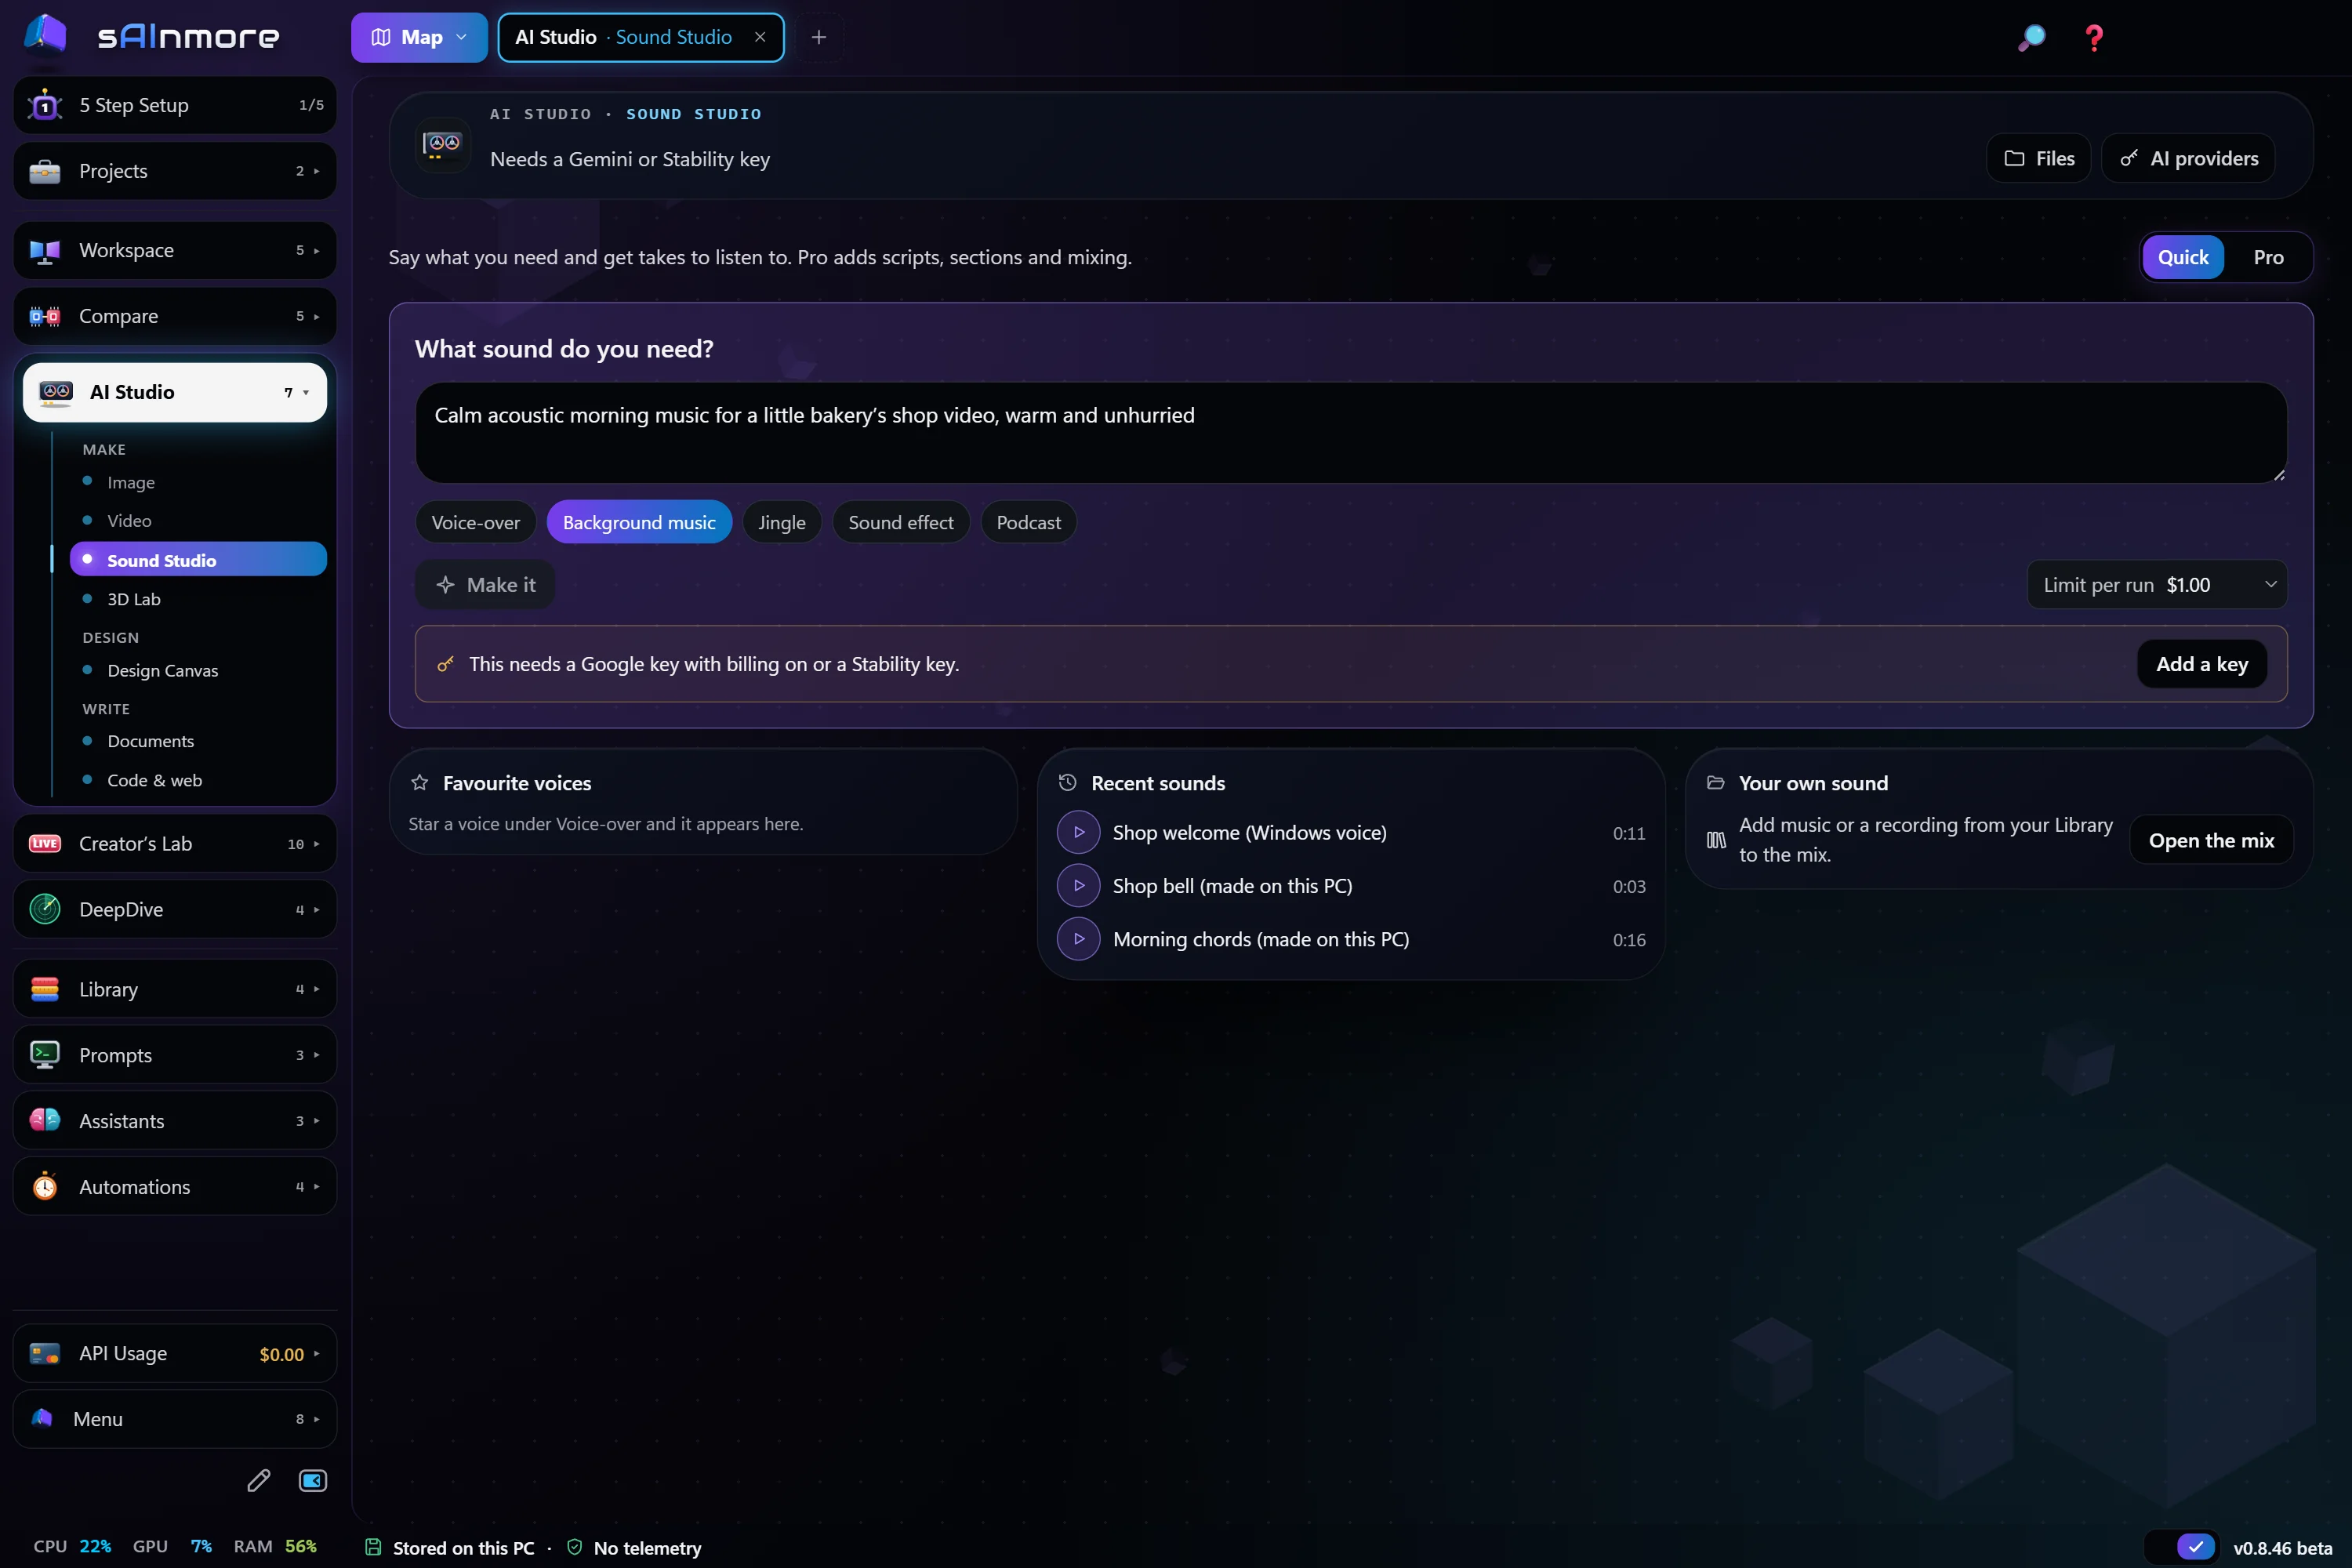 sAInmore
Map
AI Studio · Sound Studio
5 Step Setup 1/5
Projects 2
Workspace 5
Compare 5
AI Studio 7
MAKE
Image
Video
Sound Studio
3D Lab
DESIGN
Design Canvas
WRITE
Documents
Code & web
LIVE
Creator’s Lab 10
DeepDive 4
Library 4
Prompts 3
Assistants 3
Automations 4
API Usage $0.00
Menu 8
CPU 22% GPU 7% RAM 56%
AI STUDIO · SOUND STUDIO
Needs a Gemini or Stability key
Files
AI providers
Say what you need and get takes to listen to. Pro adds scripts, sections and mixing.
Quick
Pro
What sound do you need?
Calm acoustic morning music for a little bakery’s shop video, warm and unhurried
Voice-over
Background music
Jingle
Sound effect
Podcast
Make it
Limit per run $1.00
This needs a Google key with billing on or a Stability key.
Add a key
Favourite voices
Star a voice under Voice-over and it appears here.
Recent sounds
Shop welcome (Windows voice) 0:11
Shop bell (made on this PC) 0:03
Morning chords (made on this PC) 0:16
Your own sound
Add music or a recording from your Library
to the mix.
Open the mix
Stored on this PC · No telemetry
v0.8.46 beta